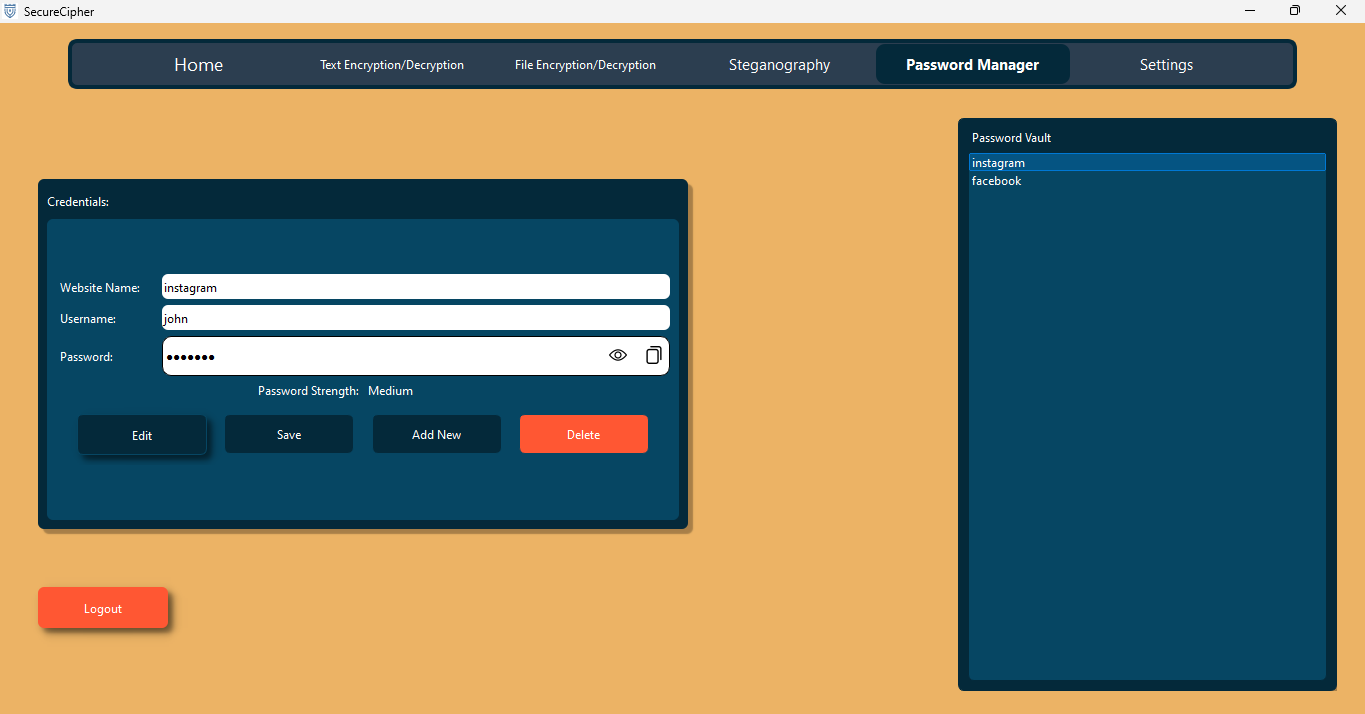 SecureCipher
Home Text Encryption/Decryption File Encryption/Decryption Steganography Password Manager Settings
Password Vault
instagram
facebook
Credentials:
Website Name: instagram
Username: john
Password: •••••••
Password Strength: Medium
Edit Save Add New Delete
Logout